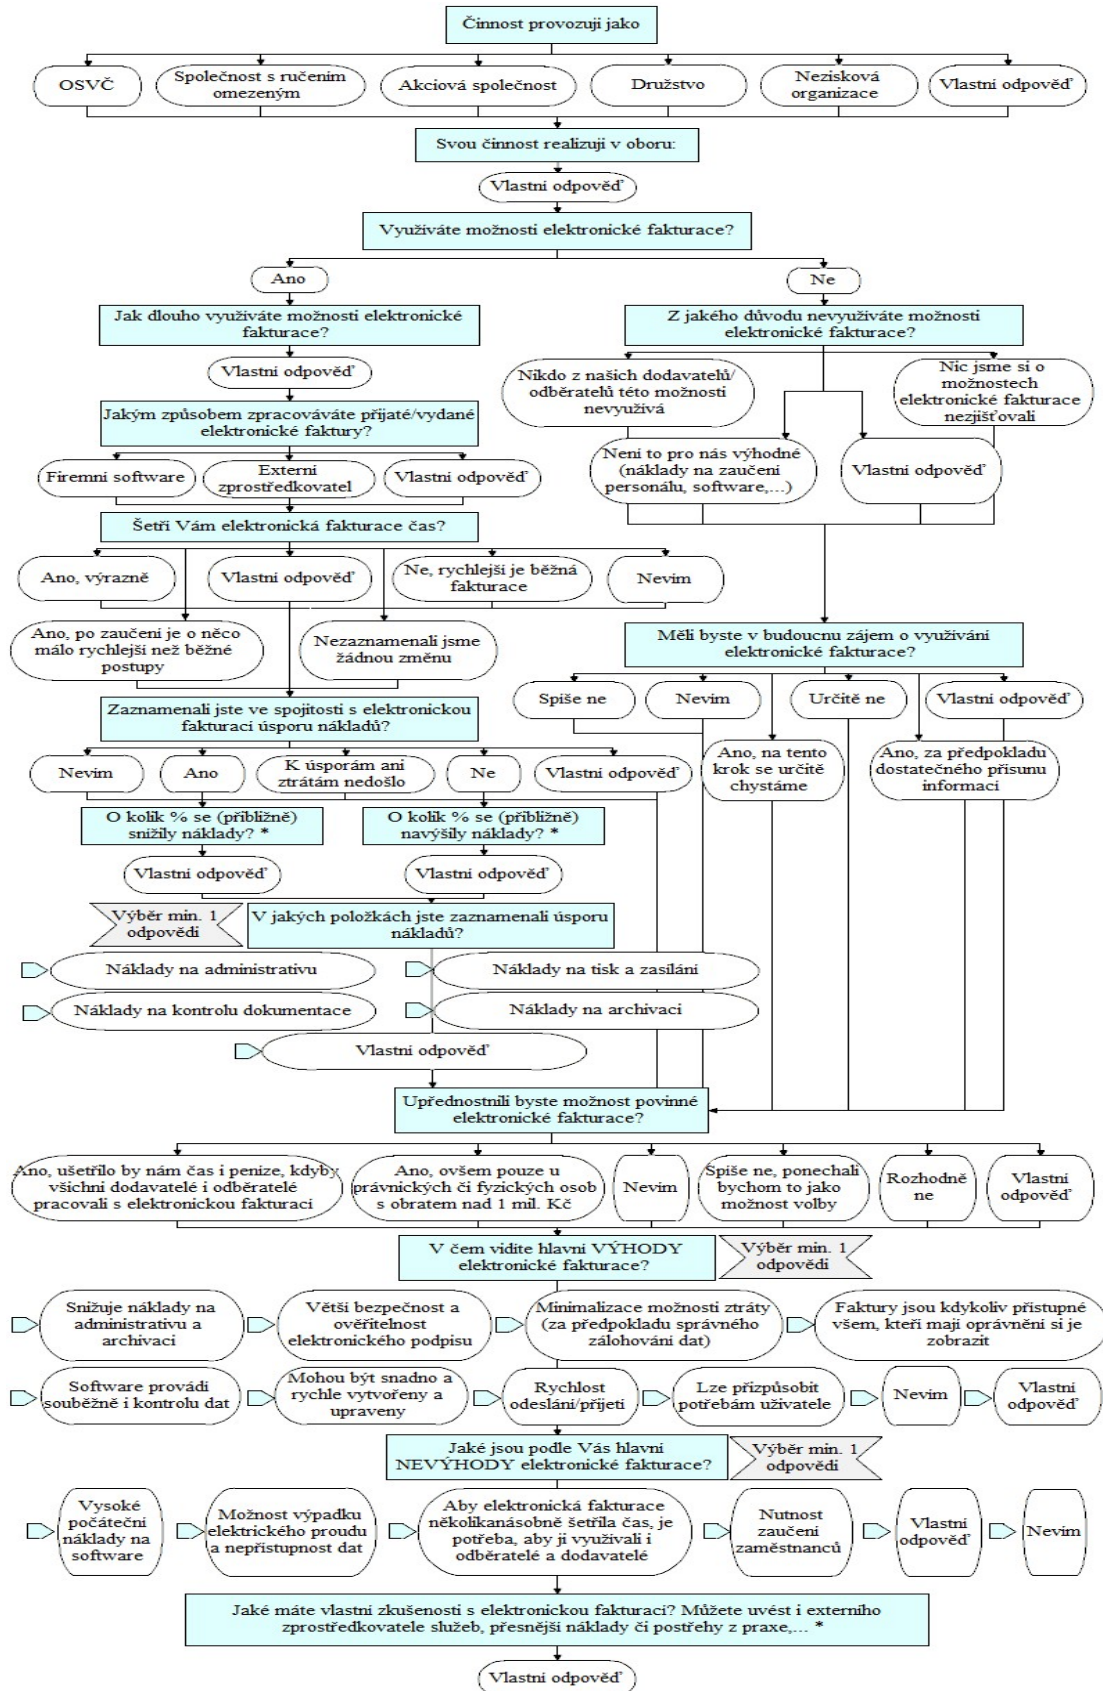 Činnost provozuji jako
OSVČ
Společnost s ručením
omezeným
Akciová společnost
Družstvo
Nezisková
organizace
Vlastní odpověď
Svou činnost realizuji v oboru:
Vlastní odpověď
Využíváte možnosti elektronické fakturace?
Ano
Ne
Jak dlouho využíváte možnosti elektronické
fakturace?
Vlastní odpověď
Jakým způsobem zpracováváte přijaté/vydané
elektronické faktury?
Firemní software
Externí
zprostředkovatel
Vlastní odpověď
Šetří Vám elektronická fakturace čas?
Ano, výrazně
Vlastní odpověď
Ne, rychlejší je běžná
fakturace
Nevím
Ano, po zaučení je o něco
málo rychlejší než běžné
postupy
Nezaznamenali jsme
žádnou změnu
Z jakého důvodu nevyužíváte možnosti
elektronické fakturace?
Nikdo z našich dodavatelů/
odběratelů této možnosti
nevyužívá
Nic jsme si o
možnostech
elektronické fakturace
nezjišťovali
Není to pro nás výhodné
(náklady na zaučení
personálu, software,...)
Vlastní odpověď
Měli byste v budoucnu zájem o využívání
elektronické fakturace?
Spíše ne
Nevím
Určitě ne
Vlastní odpověď
Ano, na tento
krok se určitě
chystáme
Ano, za předpokladu
dostatečného přísunu
informací
Zaznamenali jste ve spojitosti s elektronickou
fakturací úsporu nákladů?
Nevím
Ano
K úsporám ani
ztrátám nedošlo
Ne
Vlastní odpověď
O kolik % se (přibližně)
snížily náklady? *
O kolik % se (přibližně)
navýšily náklady? *
Vlastní odpověď
Vlastní odpověď
Výběr min. 1
odpovědi
V jakých položkách jste zaznamenali úsporu
nákladů?
Náklady na administrativu
Náklady na tisk a zasílání
Náklady na kontrolu dokumentace
Náklady na archivaci
Vlastní odpověď
Upřednostnili byste možnost povinné
elektronické fakturace?
Ano, ušetřilo by nám čas i peníze, kdyby
všichni dodavatelé i odběratelé
pracovali s elektronickou fakturací
Ano, ovšem pouze u
právnických či fyzických osob
s obratem nad 1 mil. Kč
Nevím
Spíše ne, ponechali
bychom to jako
možnost volby
Rozhodně
ne
Vlastní
odpověď
V čem vidíte hlavní VÝHODY
elektronické fakturace?
Výběr min. 1
odpovědi
Snižuje náklady na
administrativu a
archivaci
Větší bezpečnost a
ověřitelnost
elektronického podpisu
Minimalizace možnosti ztráty
(za předpokladu správného
zálohování dat)
Faktury jsou kdykoliv přístupné
všem, kteří mají oprávnění si je
zobrazit
Software provádí
souběžně i kontrolu dat
Mohou být snadno a
rychle vytvořeny a
upraveny
Rychlost
odeslání/přijetí
Lze přizpůsobit
potřebám uživatele
Nevím
Vlastní
odpověď
Jaké jsou podle Vás hlavní
NEVÝHODY elektronické fakturace?
Výběr min. 1
odpovědi
Vysoké
počáteční
náklady na
software
Možnost výpadku
elektrického proudu
a nepřístupnost dat
Aby elektronická fakturace
několikanásobně šetřila čas, je
potřeba, aby ji využívali i
odběratelé a dodavatelé
Nutnost
zaučení
zaměstnanců
Vlastní
odpověď
Nevím
Jaké máte vlastní zkušenosti s elektronickou fakturací? Můžete uvést i externího
zprostředkovatele služeb, přesnější náklady či postřehy z praxe,... *
Vlastní odpověď